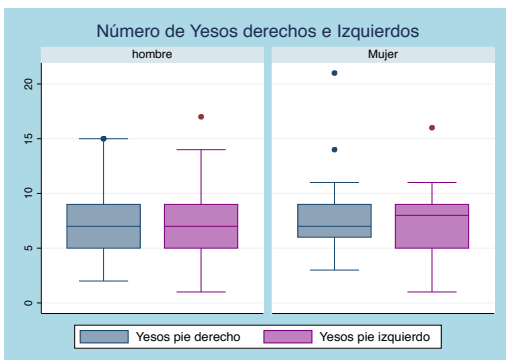 Número de Yesos derechos e Izquierdos
hombre
Mujer
20
15
10
5
0
Yesos pie derecho
Yesos pie izquierdo